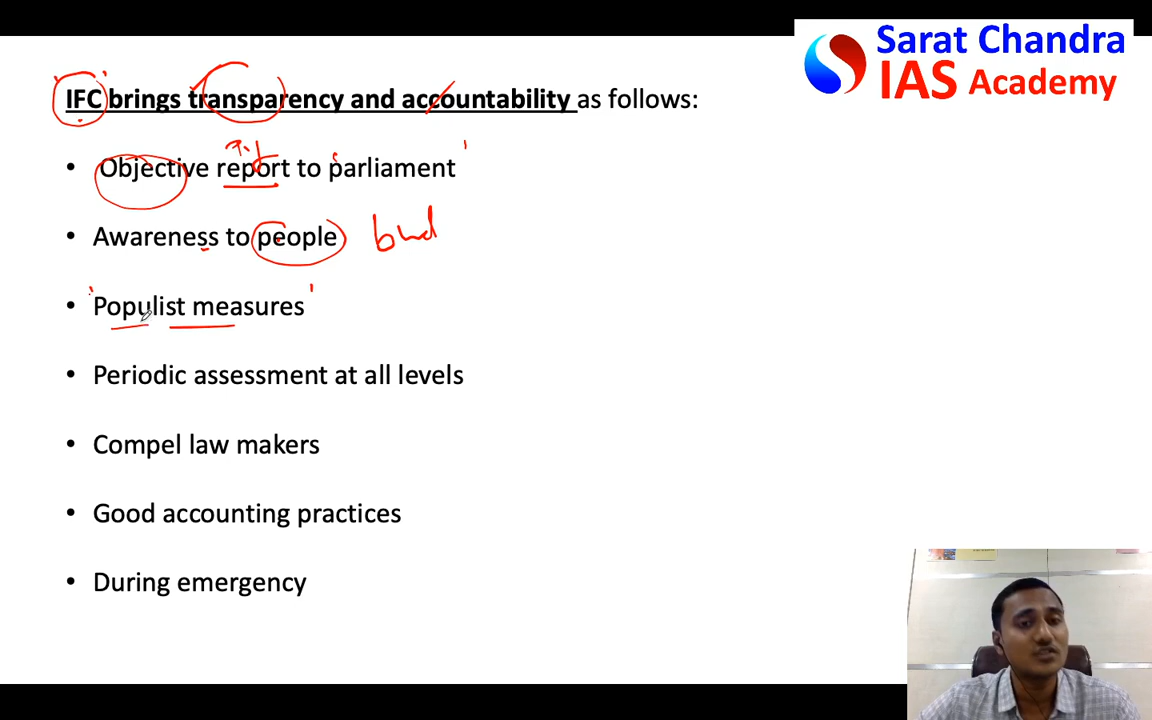 Sarat Chandra
IAS Academy
IFC brings transparency and accountability as follows:
• Objective report to parliament
• Awareness to people
• Populist measures
• Periodic assessment at all levels
• Compel law makers
• Good accounting practices
• During emergency